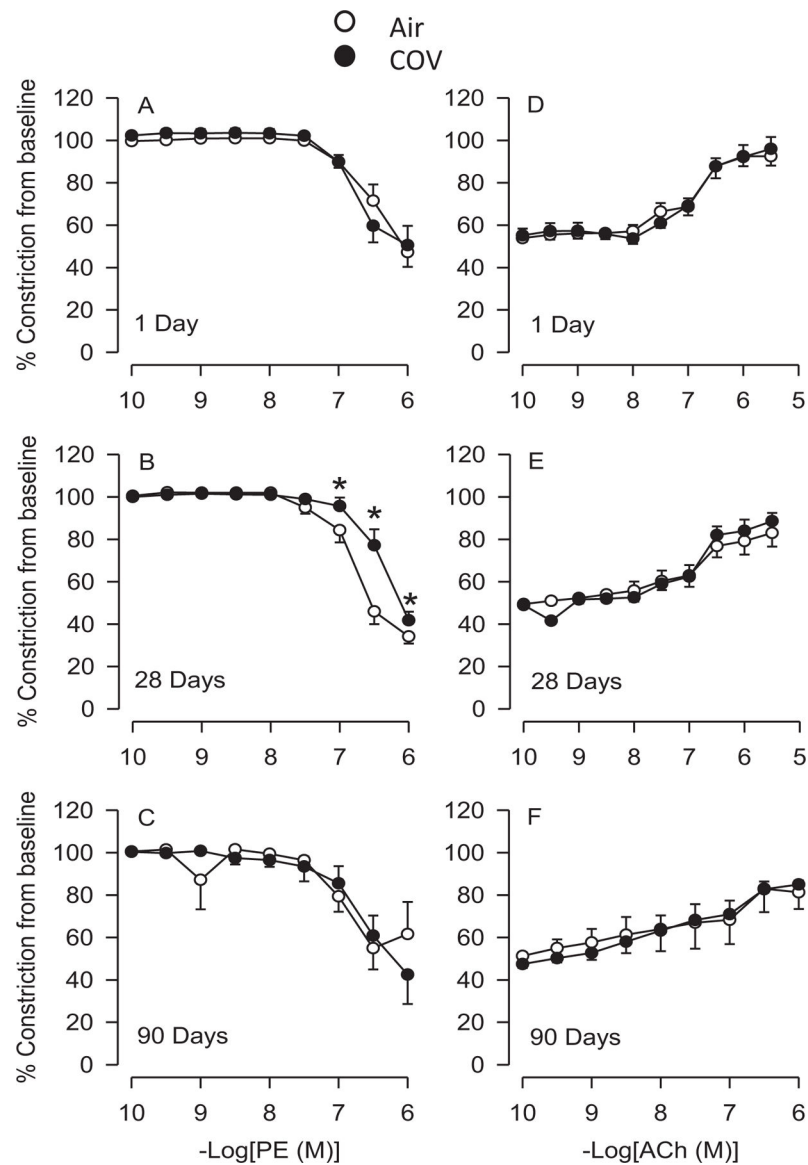 Air
COV
A
% Constriction from baseline
120
100
80
60
40
20
0
1 Day
10 9 8 7 6
D
120
100
80
60
40
20
0
1 Day
10 9 8 7 6 5
B
% Constriction from baseline
120
100
80
60
40
20
0
* * *
28 Days
10 9 8 7 6
E
120
100
80
60
40
20
0
28 Days
10 9 8 7 6 5
C
% Constriction from baseline
120
100
80
60
40
20
0
90 Days
10 9 8 7 6
-Log[PE (M)]
F
120
100
80
60
40
20
0
90 Days
10 9 8 7 6
-Log[ACh (M)]